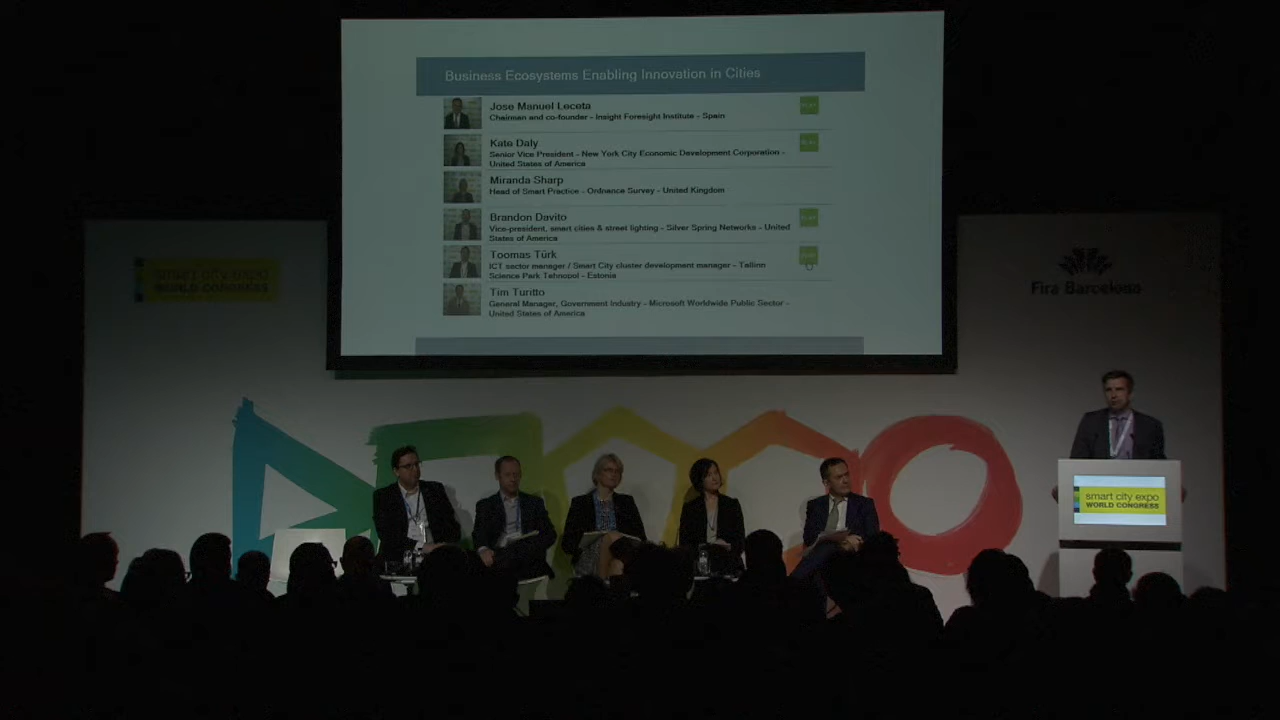 Business Ecosystems Enabling Innovation in Cities
Jose Manuel Leceta
Chairman and co-founder - Insight Foresight Institute - Spain
Kate Daly
Senior Vice President - New York City Economic Development Corporation -
United States of America
Miranda Sharp
Head of Smart Practice - Ordnance Survey - United Kingdom
Brandon Davito
Vice-president, smart cities & street lighting - Silver Spring Networks - United
States of America
Toomas Türk
ICT sector manager / Smart City cluster development manager - Tallinn
Science Park Tehnopol - Estonia
Tim Turitto
General Manager, Government Industry - Microsoft Worldwide Public Sector -
United States of America
smart city expo
WORLD CONGRESS
Fira Barcelona
smart city expo
WORLD CONGRESS